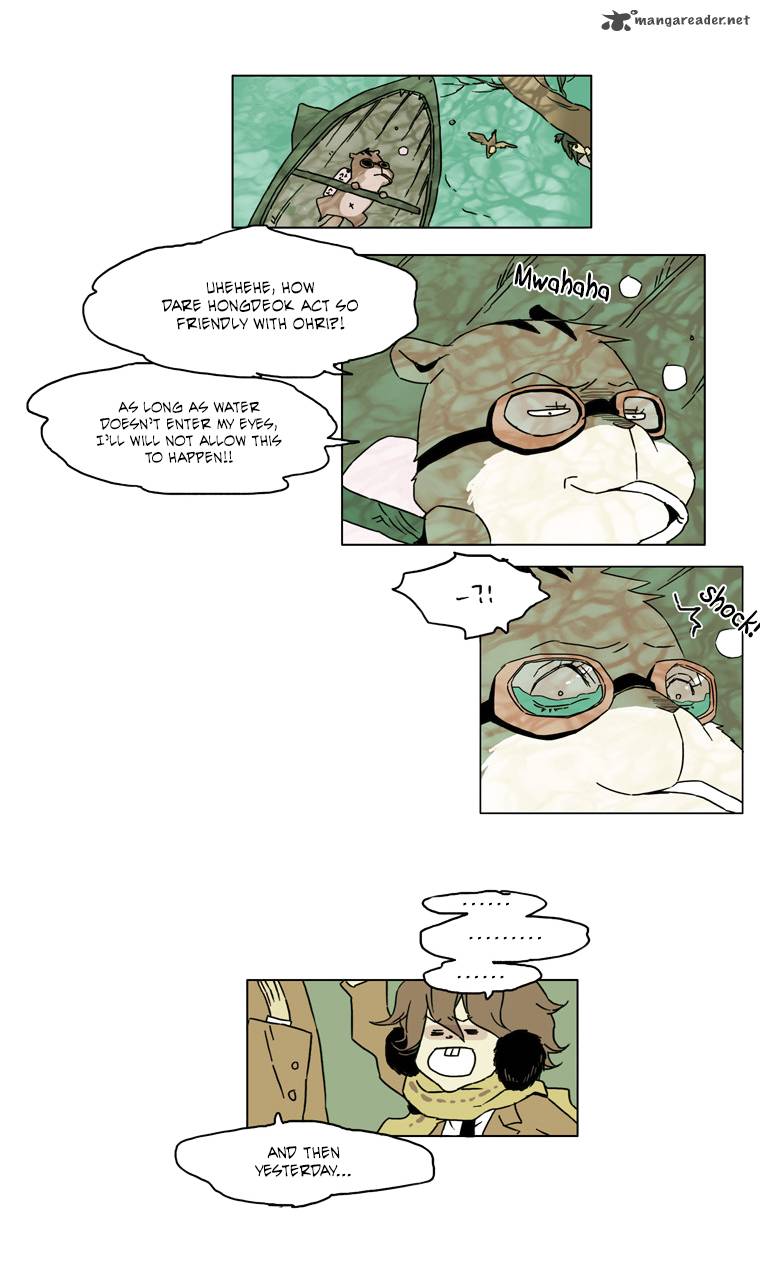 mangareader.net
Mwahaha
UHEHEHE, HOW
DARE HONGDEOK ACT SO
FRIENDLY WITH OHRI?!
AS LONG AS WATER
DOESN'T ENTER MY EYES,
I'LL WILL NOT ALLOW THIS
TO HAPPEN!!
-?!
shock!
......
..........
......
AND THEN
YESTERDAY...